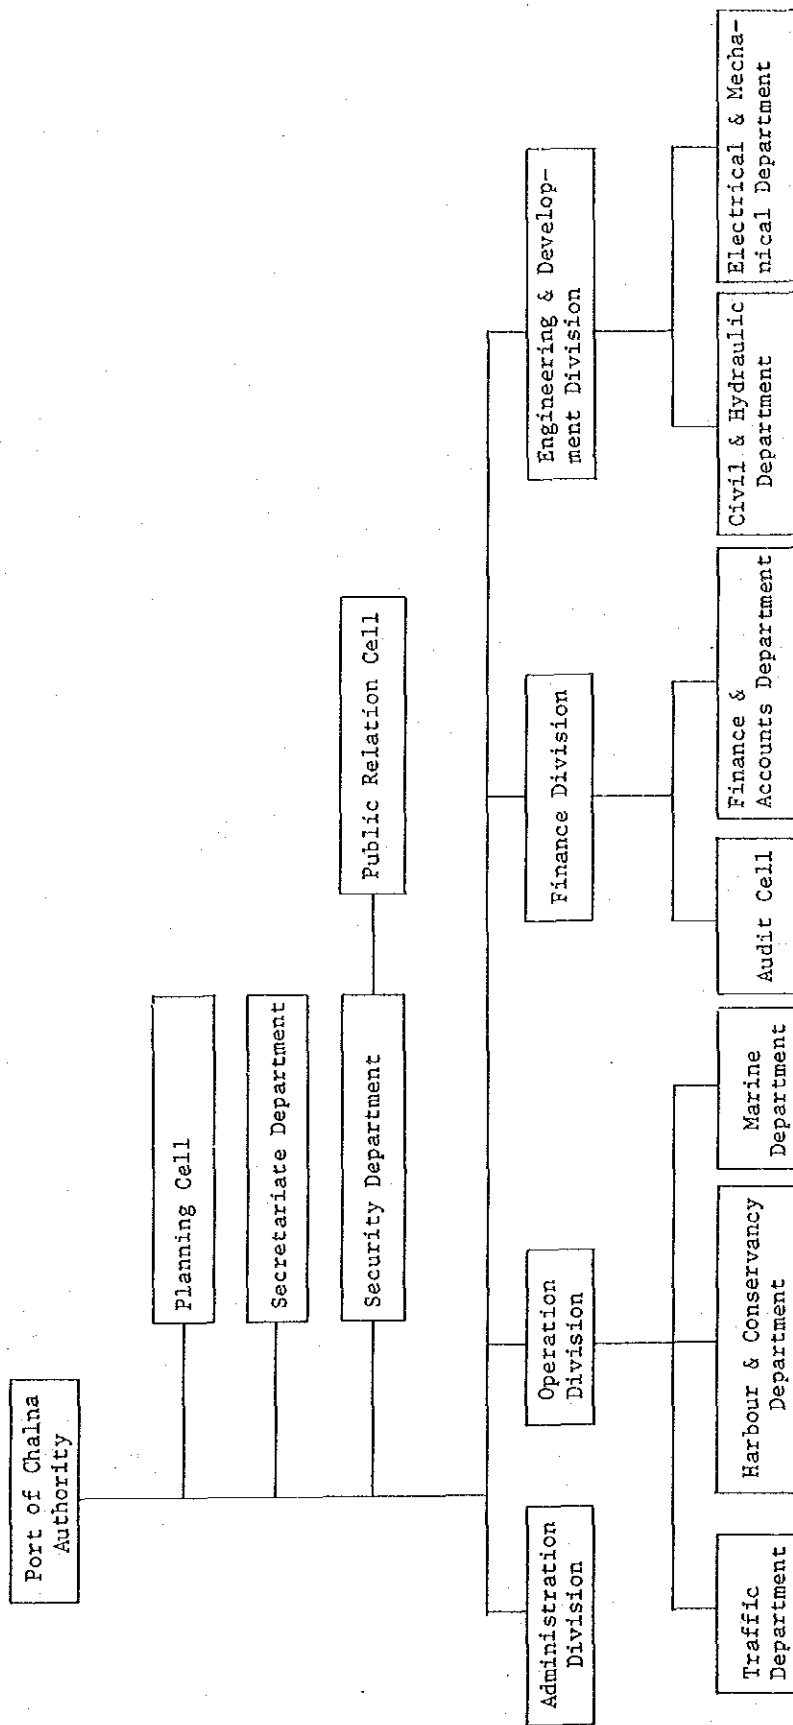 Port of Chalna
Authority
Planning Cell
Secretariate Department
Security Department
Public Relation Cell
Administration
Division
Operation
Division
Finance Division
Engineering & Develop-
ment Division
Traffic
Department
Harbour & Conservancy
Department
Marine
Department
Audit Cell
Finance &
Accounts Department
Civil & Hydraulic
Department
Electrical & Mecha-
nical Department